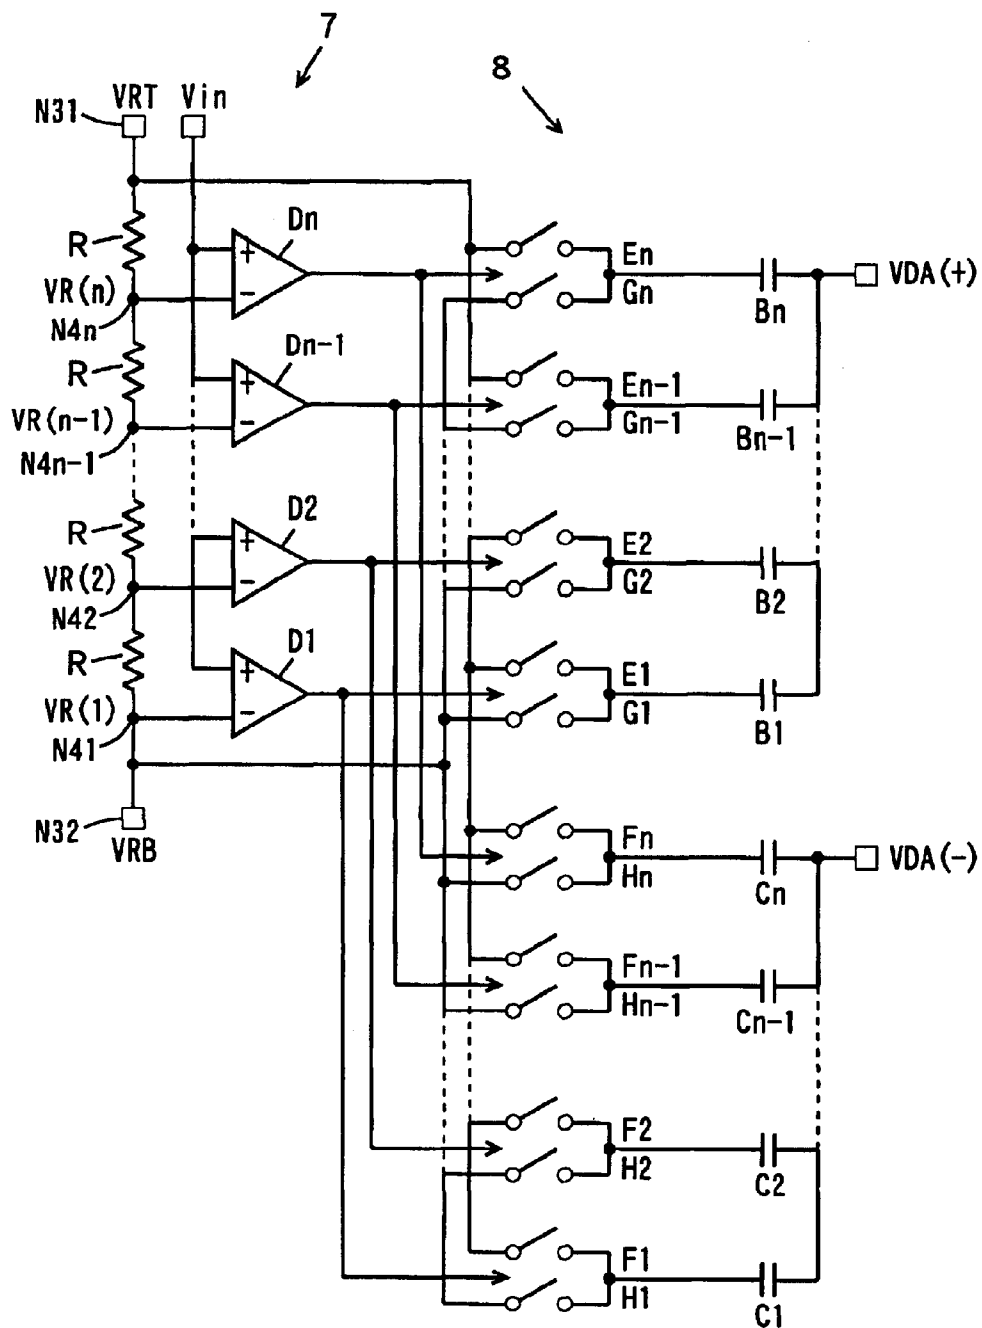 7
8
VRT Vin
N31
Dn
R
En
VR(n)
Gn
VDA(+)
N4n
Bn
Dn-1
R
En-1
VR(n-1)
Gn-1
Bn-1
N4n-1
D2
R
E2
VR(2)
G2
N42
B2
D1
R
E1
VR(1)
G1
N41
B1
N32
VRB
Fn
Hn
VDA(-)
Cn
Fn-1
Hn-1
Cn-1
F2
H2
C2
F1
H1
C1
+
-
+
-
+
-
+
-